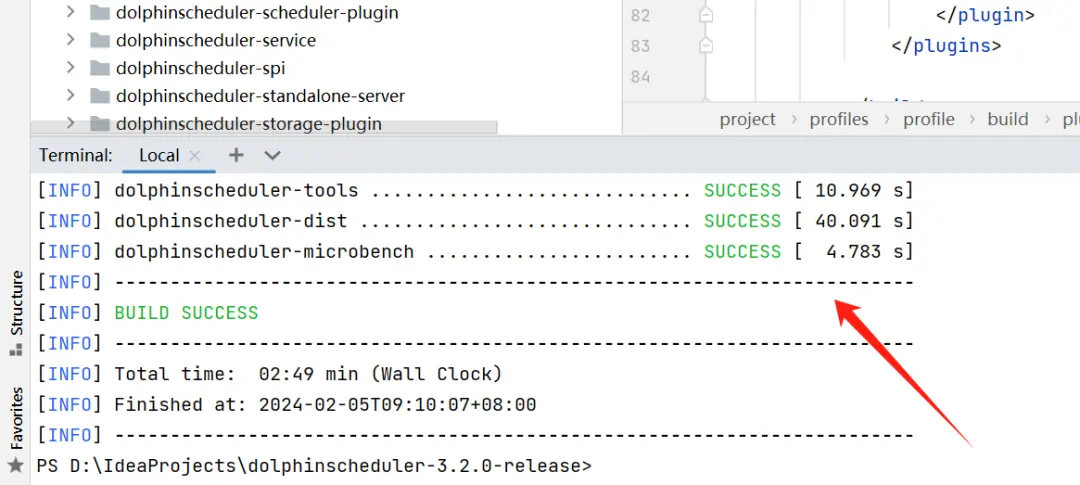 dolphinscheduler-scheduler-plugin
dolphinscheduler-service
dolphinscheduler-spi
dolphinscheduler-standalone-server
dolphinscheduler-storage-plugin
82 </plugin>
83 </plugins>
84
project › profiles › profile › build ›
Terminal: Local × +
[INFO] dolphinscheduler-tools .............................. SUCCESS [ 10.969 s]
[INFO] dolphinscheduler-dist ............................... SUCCESS [ 40.091 s]
[INFO] dolphinscheduler-microbench ......................... SUCCESS [  4.783 s]
[INFO] ------------------------------------------------------------------------
[INFO] BUILD SUCCESS
[INFO] ------------------------------------------------------------------------
[INFO] Total time:  02:49 min (Wall Clock)
[INFO] Finished at: 2024-02-05T09:10:07+08:00
[INFO] ------------------------------------------------------------------------
PS D:\IdeaProjects\dolphinscheduler-3.2.0-release>
Structure
Favorites